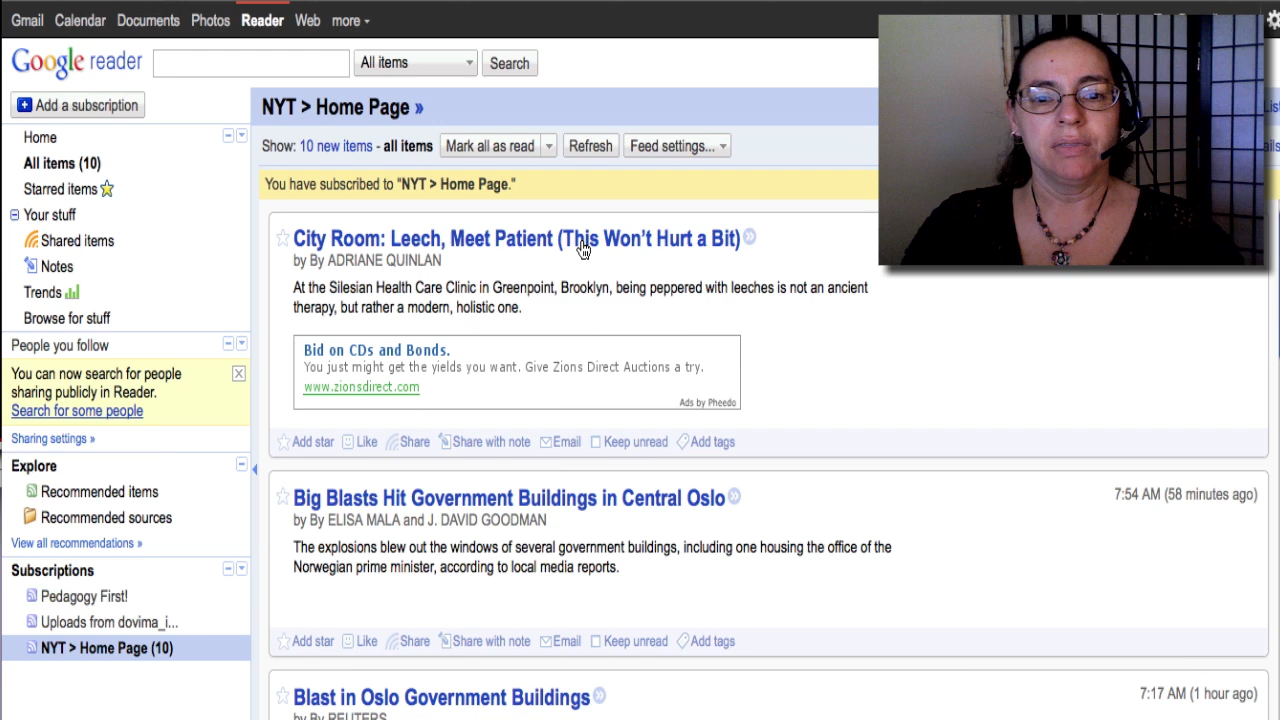 Gmail Calendar Documents Photos Reader Web more
Google reader
All items
Search
Add a subscription
Home
All items (10)
Starred items
Your stuff
Shared items
Notes
Trends
Browse for stuff
People you follow
You can now search for people
sharing publicly in Reader.
Search for some people
Sharing settings »
Explore
Recommended items
Recommended sources
View all recommendations »
Subscriptions
Pedagogy First!
Uploads from dovima_i...
NYT > Home Page (10)
NYT > Home Page »
Show: 10 new items - all items Mark all as read Refresh Feed settings...
You have subscribed to "NYT > Home Page."
City Room: Leech, Meet Patient (This Won't Hurt a Bit)
by By ADRIANE QUINLAN
At the Silesian Health Care Clinic in Greenpoint, Brooklyn, being peppered with leeches is not an ancient
therapy, but rather a modern, holistic one.
Bid on CDs and Bonds.
You just might get the yields you want. Give Zions Direct Auctions a try.
www.zionsdirect.com
Ads by Pheedo
Add star Like Share Share with note Email Keep unread Add tags
Big Blasts Hit Government Buildings in Central Oslo
7:54 AM (58 minutes ago)
by By ELISA MALA and J. DAVID GOODMAN
The explosions blew out the windows of several government buildings, including one housing the office of the
Norwegian prime minister, according to local media reports.
Add star Like Share Share with note Email Keep unread Add tags
Blast in Oslo Government Buildings
7:17 AM (1 hour ago)
by By REUTERS